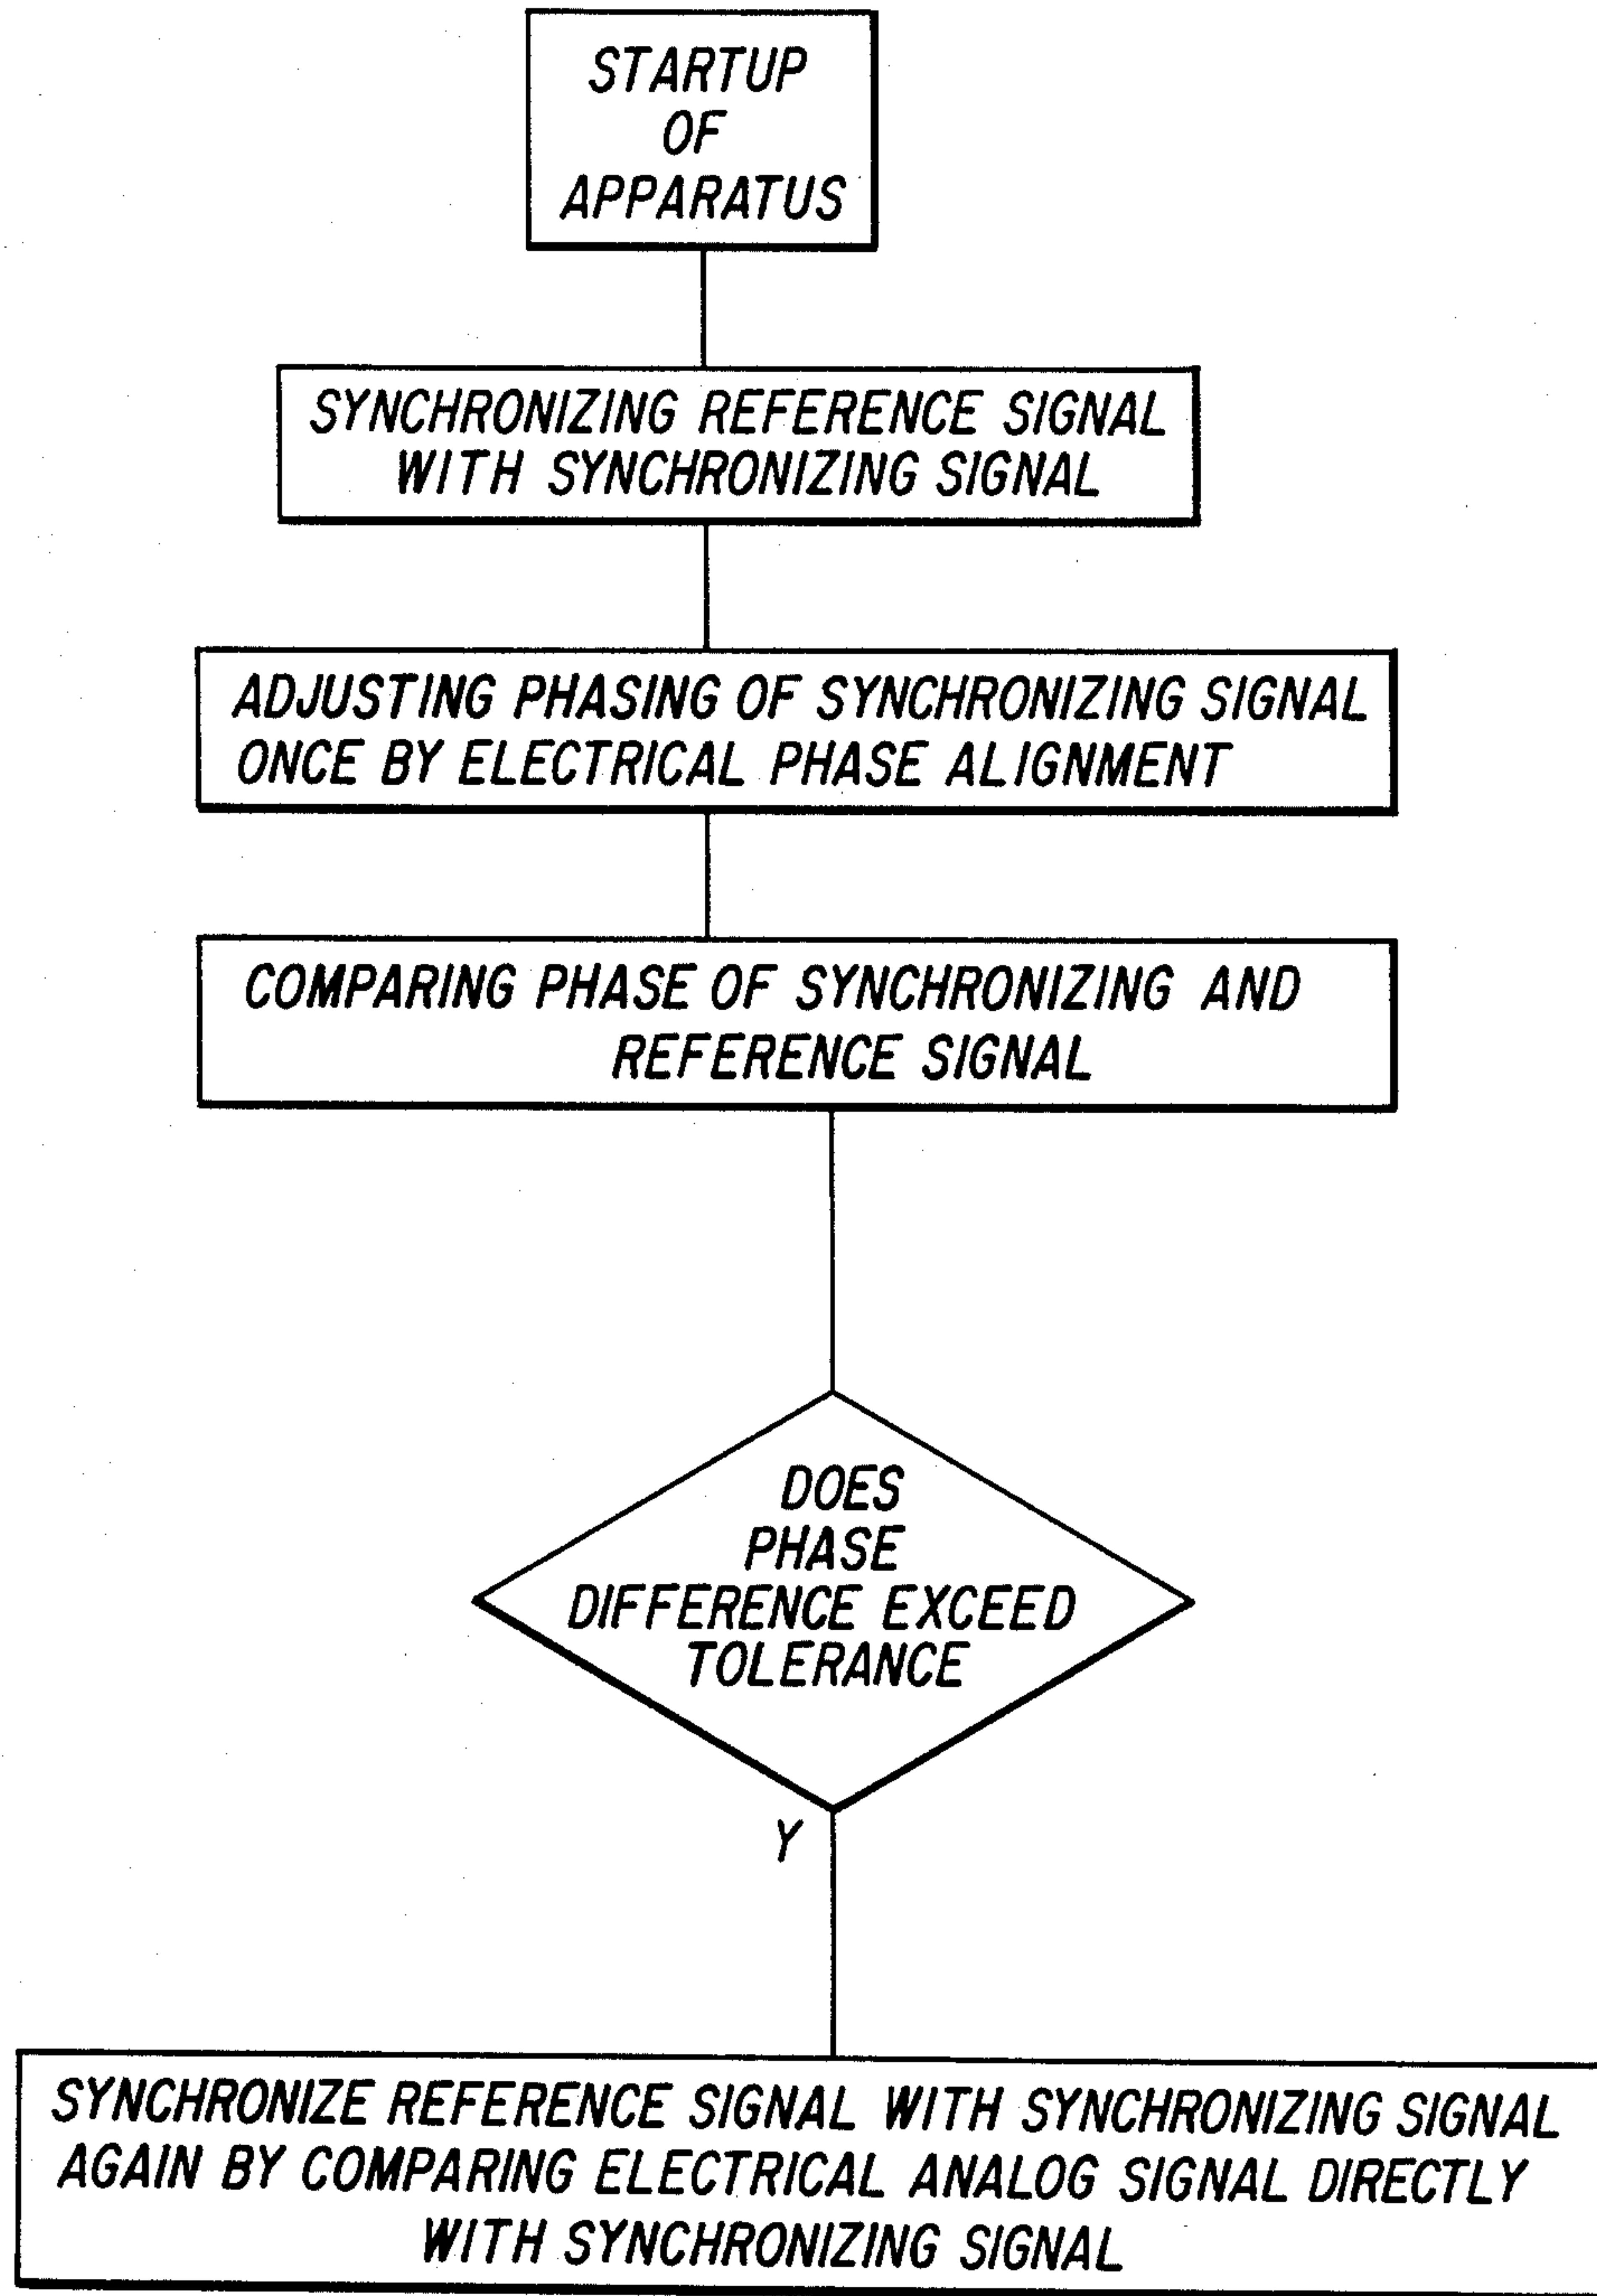 STARTUP
OF
APPARATUS
SYNCHRONIZING REFERENCE SIGNAL
WITH SYNCHRONIZING SIGNAL
ADJUSTING PHASING OF SYNCHRONIZING SIGNAL
ONCE BY ELECTRICAL PHASE ALIGNMENT
COMPARING PHASE OF SYNCHRONIZING AND
REFERENCE SIGNAL
DOES
PHASE
DIFFERENCE EXCEED
TOLERANCE
Y
SYNCHRONIZE REFERENCE SIGNAL WITH SYNCHRONIZING SIGNAL
AGAIN BY COMPARING ELECTRICAL ANALOG SIGNAL DIRECTLY
WITH SYNCHRONIZING SIGNAL